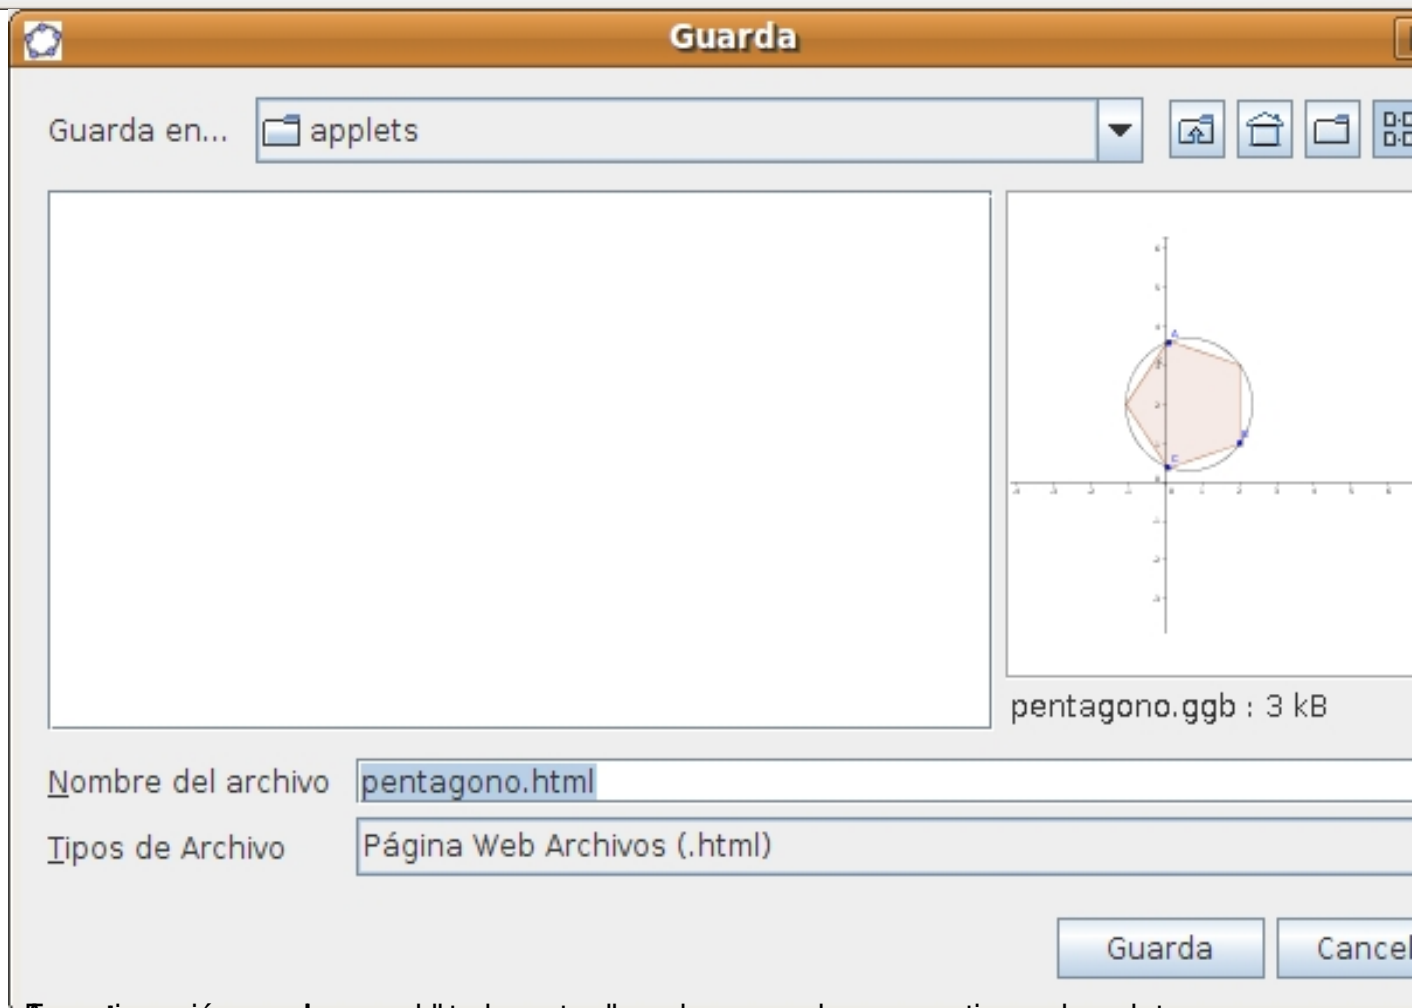 Guarda
Guarda en...
applets
A
pentagono.ggb : 3 kB
Nombre del archivo
pentagono.html
Tipos de Archivo
Página Web Archivos (.html)
Guarda
Cancel